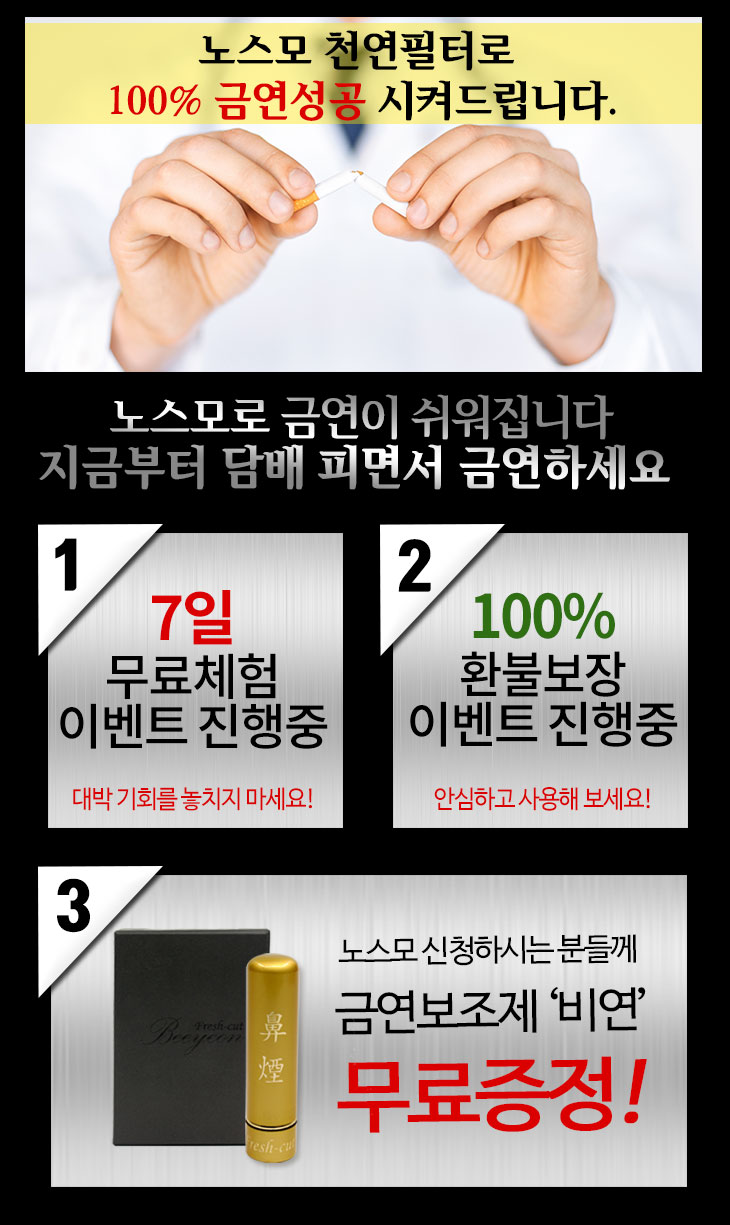 노스모 천연필터로
100% 금연성공 시켜드립니다.
노스모로 금연이 쉬워집니다
지금부터 담배 피면서 금연하세요
1
7일
무료체험
이벤트 진행중
대박 기회를 놓치지 마세요!
2
100%
환불보장
이벤트 진행중
안심하고 사용해 보세요!
3
Fresh-cut
Beeyeon
鼻
煙
resh-cut
노스모 신청하시는 분들께
금연보조제 ‘비연’
무료증정!